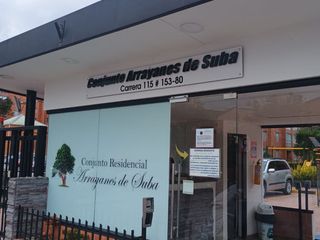 Conjunto Arrayanes de Suba
Carrera 115 # 153-80
Conjunto Residencial
Arrayanes de Suba